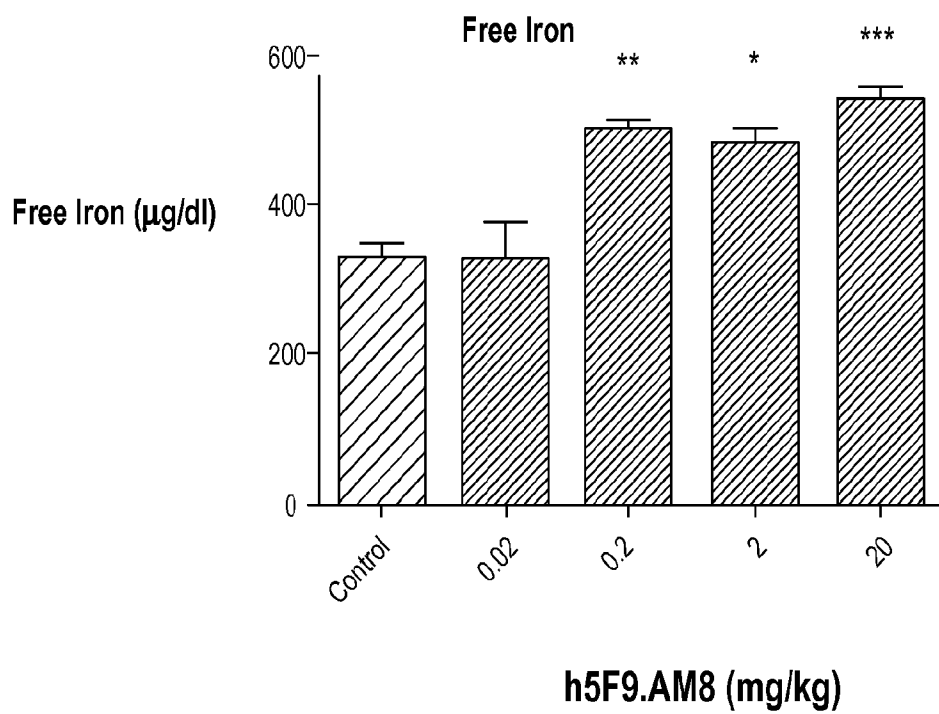 Free Iron
** * ***
600
400
200
0
Free Iron (μg/dl)
Control 0.02 0.2 2 20
h5F9.AM8 (mg/kg)